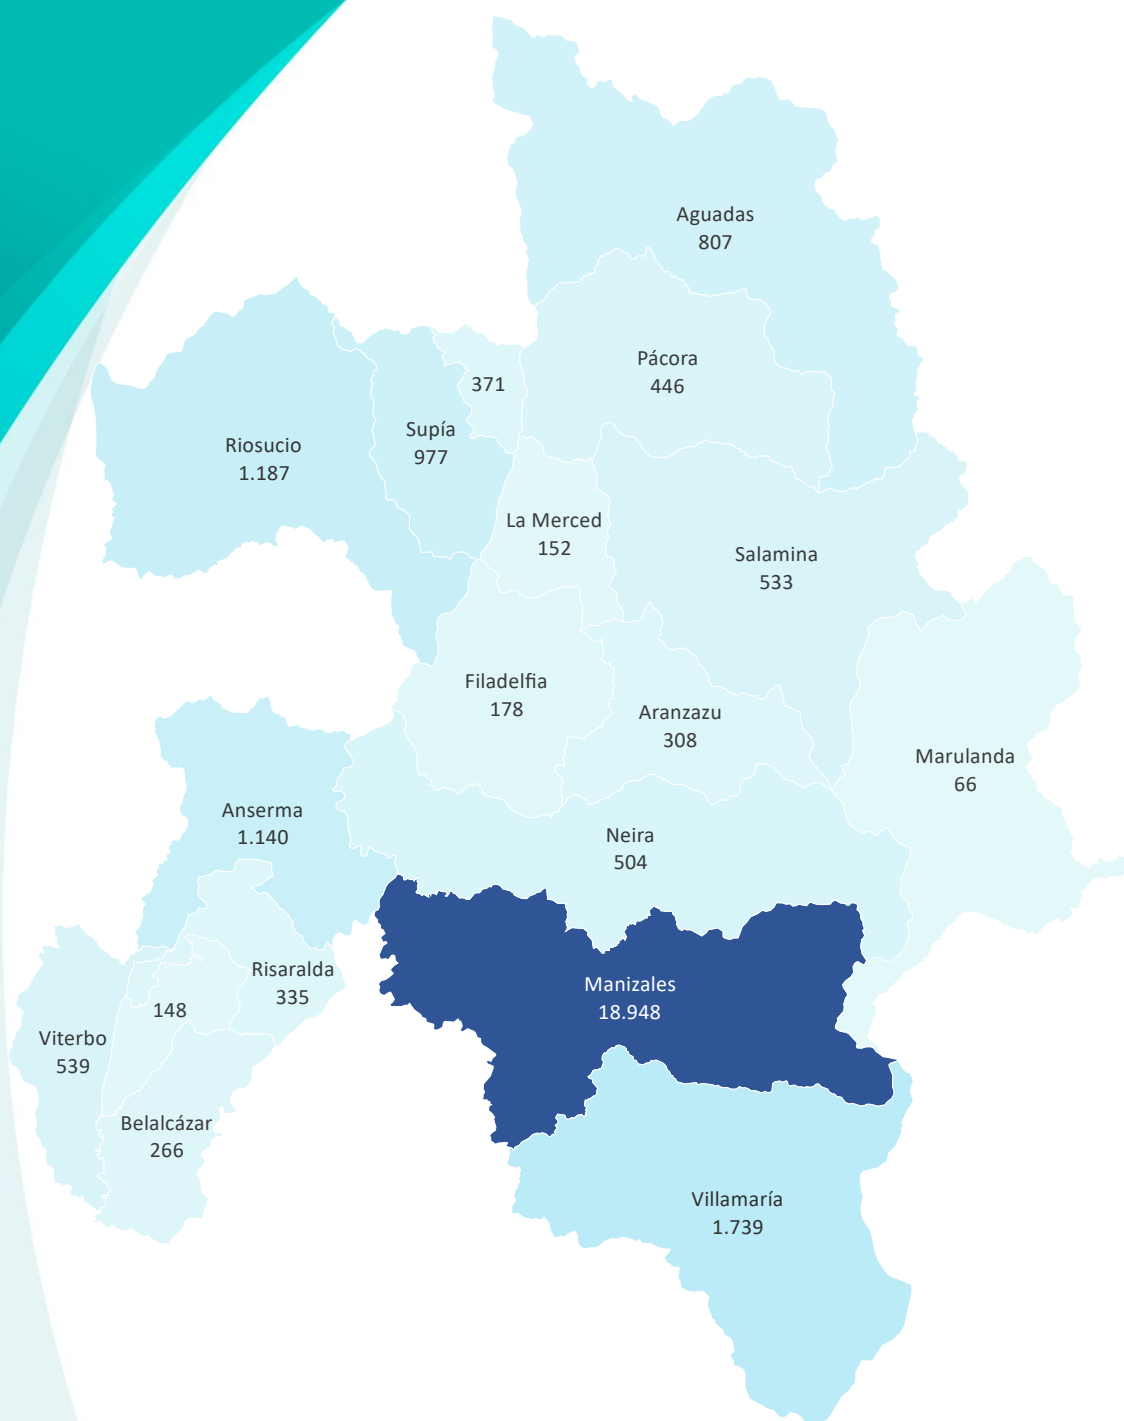 Aguadas
807
Pácora
446
371
Supía
977
Riosucio
1.187
La Merced
152
Salamina
533
Filadelfia
178
Aranzazu
308
Marulanda
66
Anserma
1.140
Neira
504
Risaralda
335
Manizales
18.948
148
Viterbo
539
Belalcázar
266
Villamaría
1.739